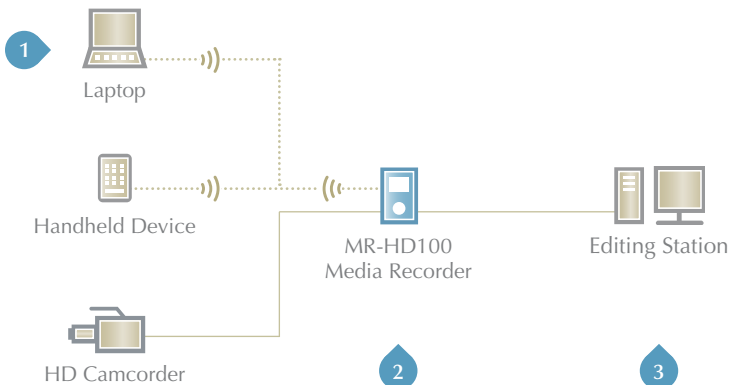 1
Laptop
Handheld Device
MR-HD100
Media Recorder
Editing Station
HD Camcorder
2
3